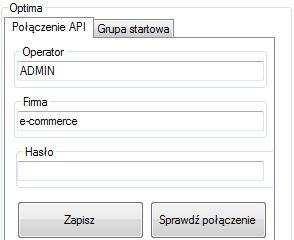 Optima
Połączenie API
Grupa startowa
Operator
ADMIN
Firma
e-commerce
Hasło
Zapisz
Sprawdź połączenie